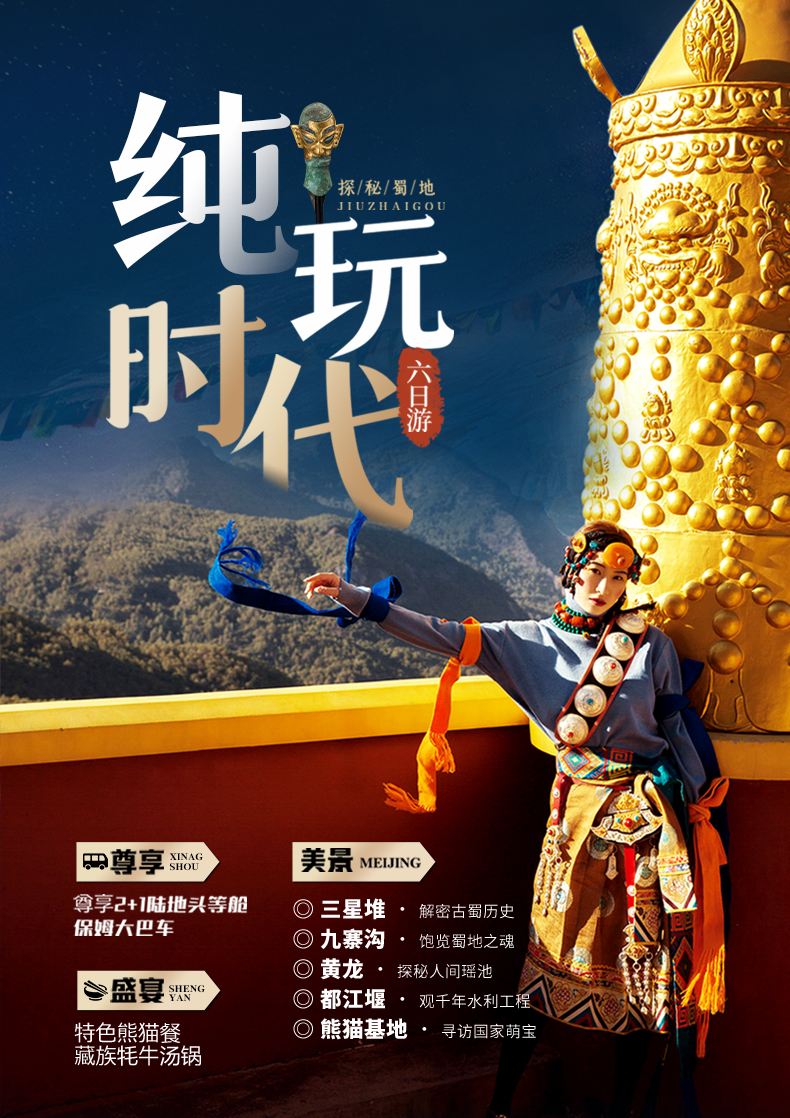 纯玩
时代
探/秘/蜀/地
JIUZHAIGOU
六日游
尊享 XINAG SHOU
尊享2+1陆地头等舱
保姆大巴车
盛宴 SHENG YAN
特色熊猫餐
藏族牦牛汤锅
美景 MEIJING
◎ 三星堆 · 解密古蜀历史
◎ 九寨沟 · 饱览蜀地之魂
◎ 黄龙 · 探秘人间瑶池
◎ 都江堰 · 观千年水利工程
◎ 熊猫基地 · 寻访国家萌宝